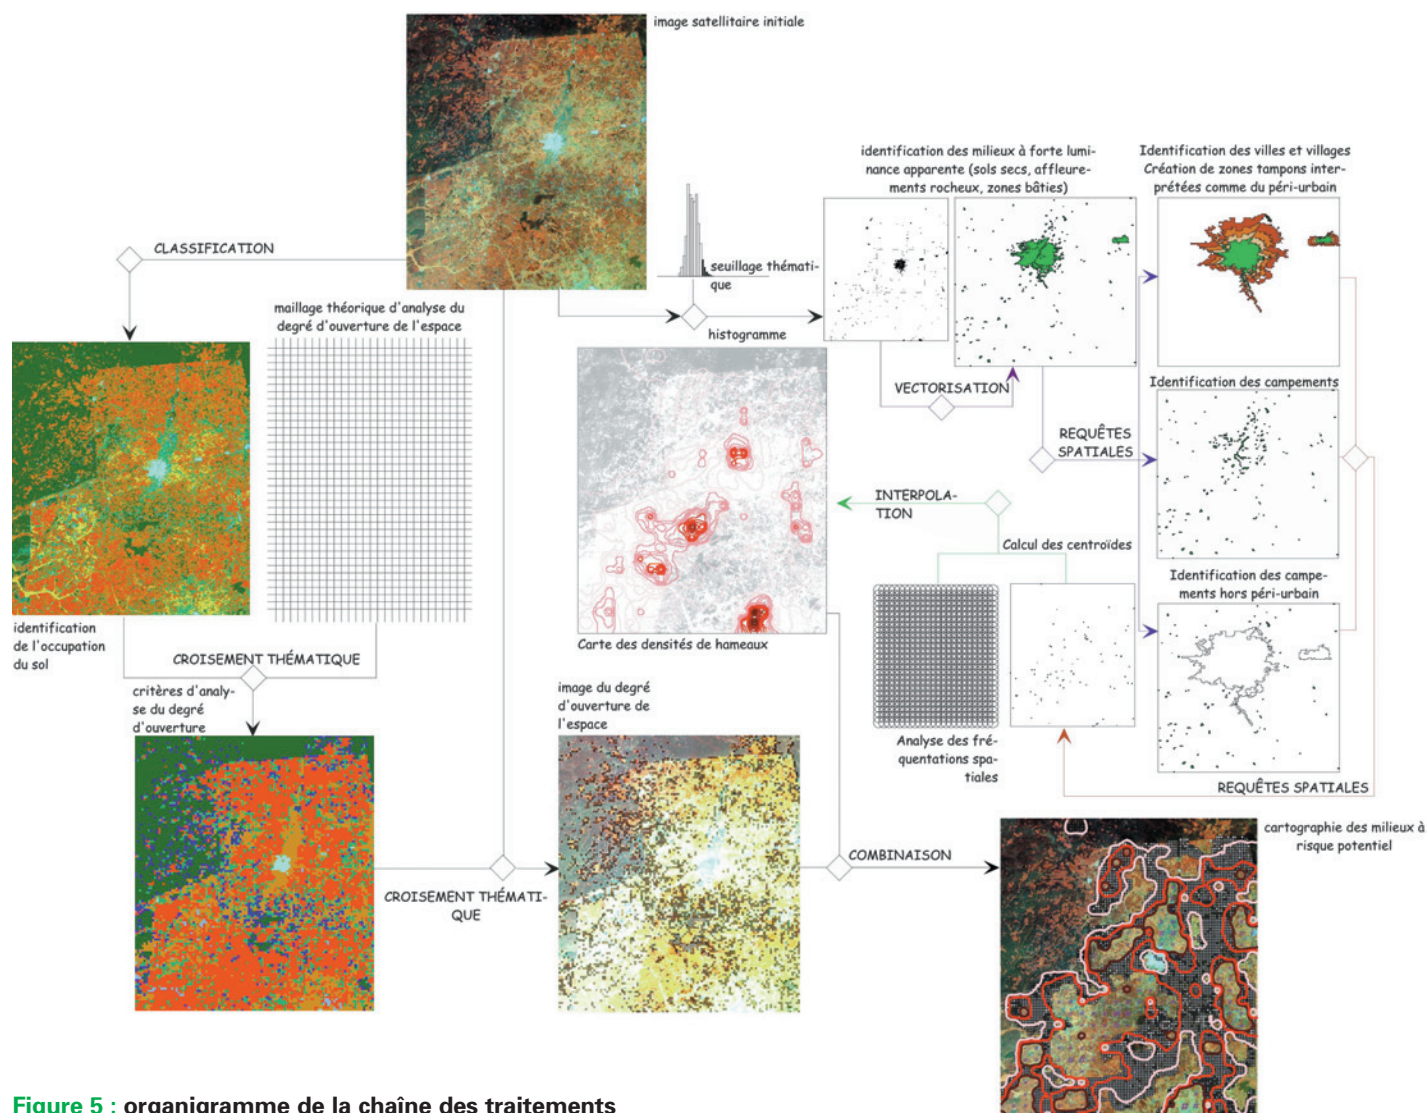 image satellitaire initiale
CLASSIFICATION
maillage théorique d'analyse du
degré d'ouverture de l'espace
seuillage thémati-
que
histogramme
identification des milieux à forte lumi-
nance apparente (sols secs, affleure-
ments rocheux, zones bâties)
Identification des villes et villages
Création de zones tampons inter-
prétées comme du péri-urbain
VECTORISATION
Identification des campements
REQUÊTES
SPATIALES
INTERPOLA-
TION
Calcul des centroïdes
Identification des campe-
ments hors péri-urbain
identification
de l'occupation
du sol
CROISEMENT THÉMATIQUE
Carte des densités de hameaux
critères d'analy-
se du degré
d'ouverture
image du degré
d'ouverture de
l'espace
Analyse des fré-
quentations spa-
tiales
REQUÊTES SPATIALES
CROISEMENT THÉMATI-
QUE
COMBINAISON
cartographie des milieux à
risque potentiel
Figure 5 : organigramme de la chaîne des traitements